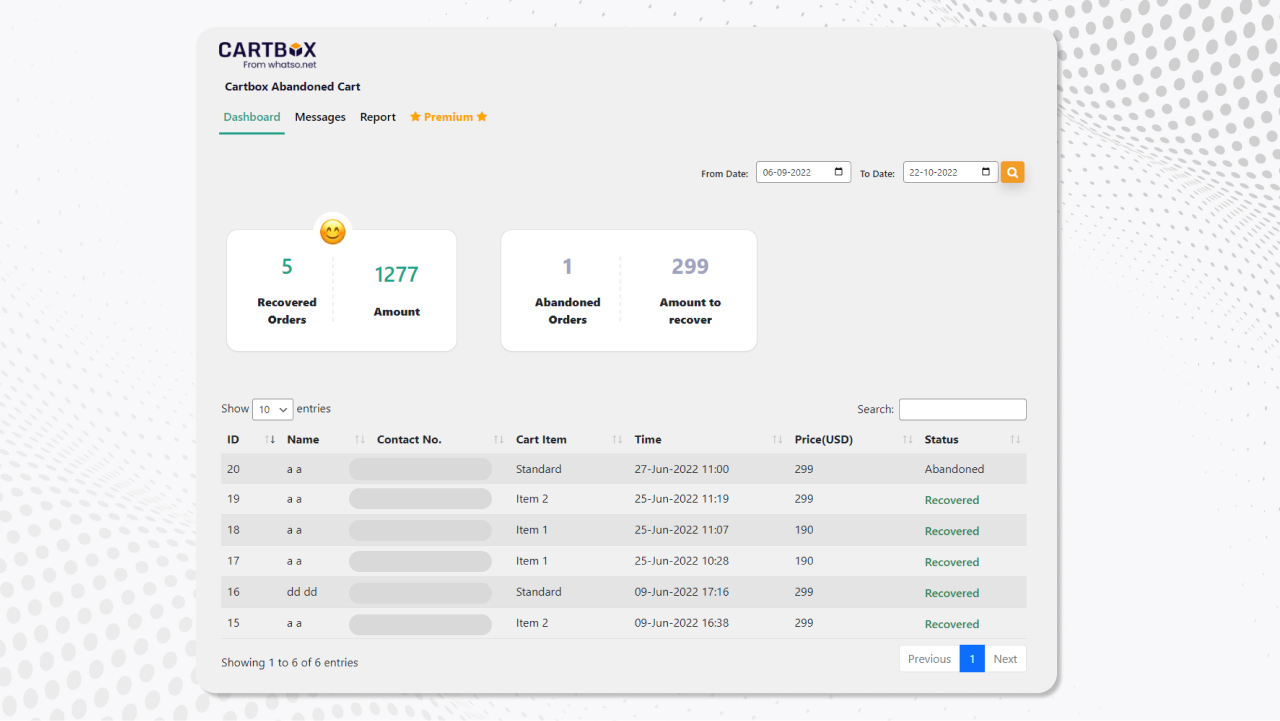 CARTBOX
From whatso.net
Cartbox Abandoned Cart
Dashboard Messages Report Premium
From Date: 06-09-2022 To Date: 22-10-2022
5 1277 1 299
Recovered Orders Amount Abandoned Orders Amount to recover
Show 10 entries Search:
ID Name Contact No. Cart Item Time Price(USD) Status
20 a a Standard 27-Jun-2022 11:00 299 Abandoned
19 a a Item 2 25-Jun-2022 11:19 299 Recovered
18 a a Item 1 25-Jun-2022 11:07 190 Recovered
17 a a Item 1 25-Jun-2022 10:28 190 Recovered
16 dd dd Standard 09-Jun-2022 17:16 299 Recovered
15 a a Item 2 09-Jun-2022 16:38 299 Recovered
Showing 1 to 6 of 6 entries Previous 1 Next